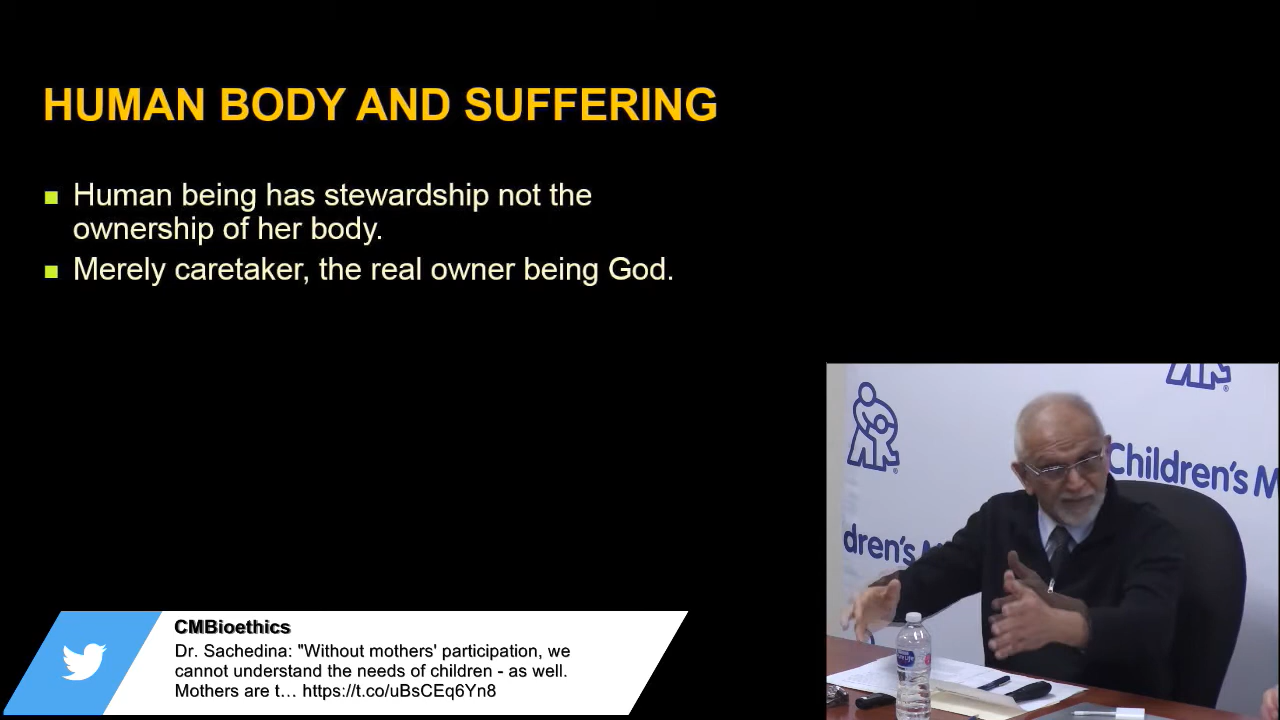 HUMAN BODY AND SUFFERING
Human being has stewardship not the
ownership of her body.
Merely caretaker, the real owner being God.
Children's M
dren's
CMBioethics
Dr. Sachedina: "Without mothers' participation, we
cannot understand the needs of children - as well.
Mothers are t... https://t.co/uBsCEq6Yn8